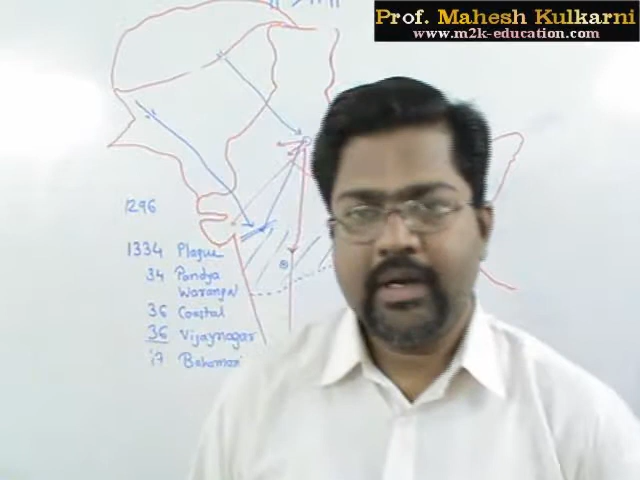 Prof. Mahesh Kulkarni
www.m2k-education.com
1296
1334 Plague
34 Pandya
Warangal
36 Coastal
36 Vijaynagar
Bahamani